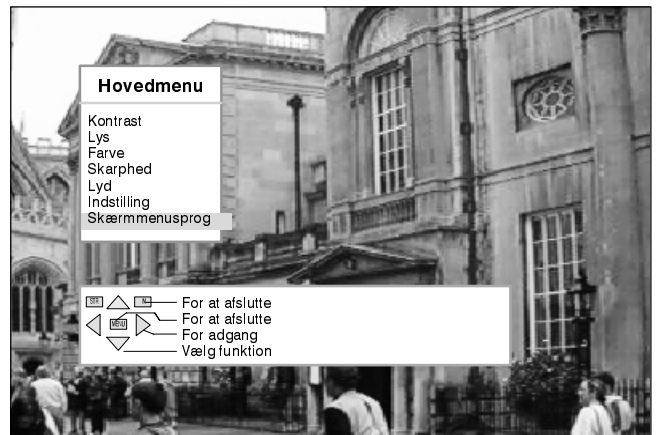 Hovedmenu
Kontrast
Lys
Farve
Skarphed
Lyd
Indstilling
Skærmmenusprog
STR
For at afslutte
MENU
For at afslutte
For adgang
Vælg funktion